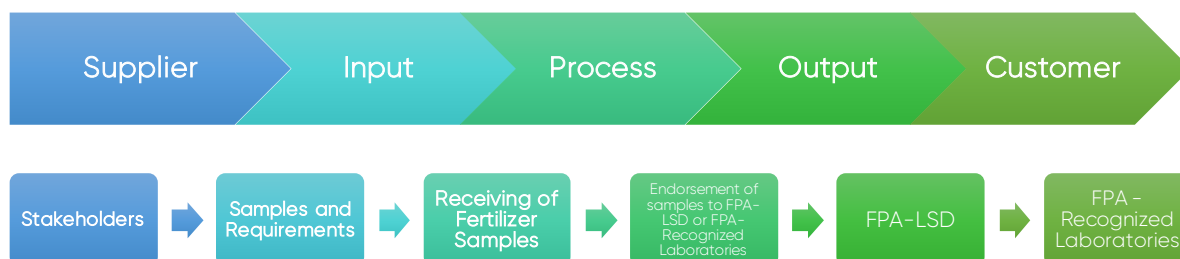 Supplier
Input
Process
Output
Customer
Stakeholders
Samples and
Requirements
Receiving of
Fertilizer
Samples
Endorsement of
samples to FPA-
LSD or FPA-
Recognized
Laboratories
FPA-LSD
FPA -
Recognized
Laboratories